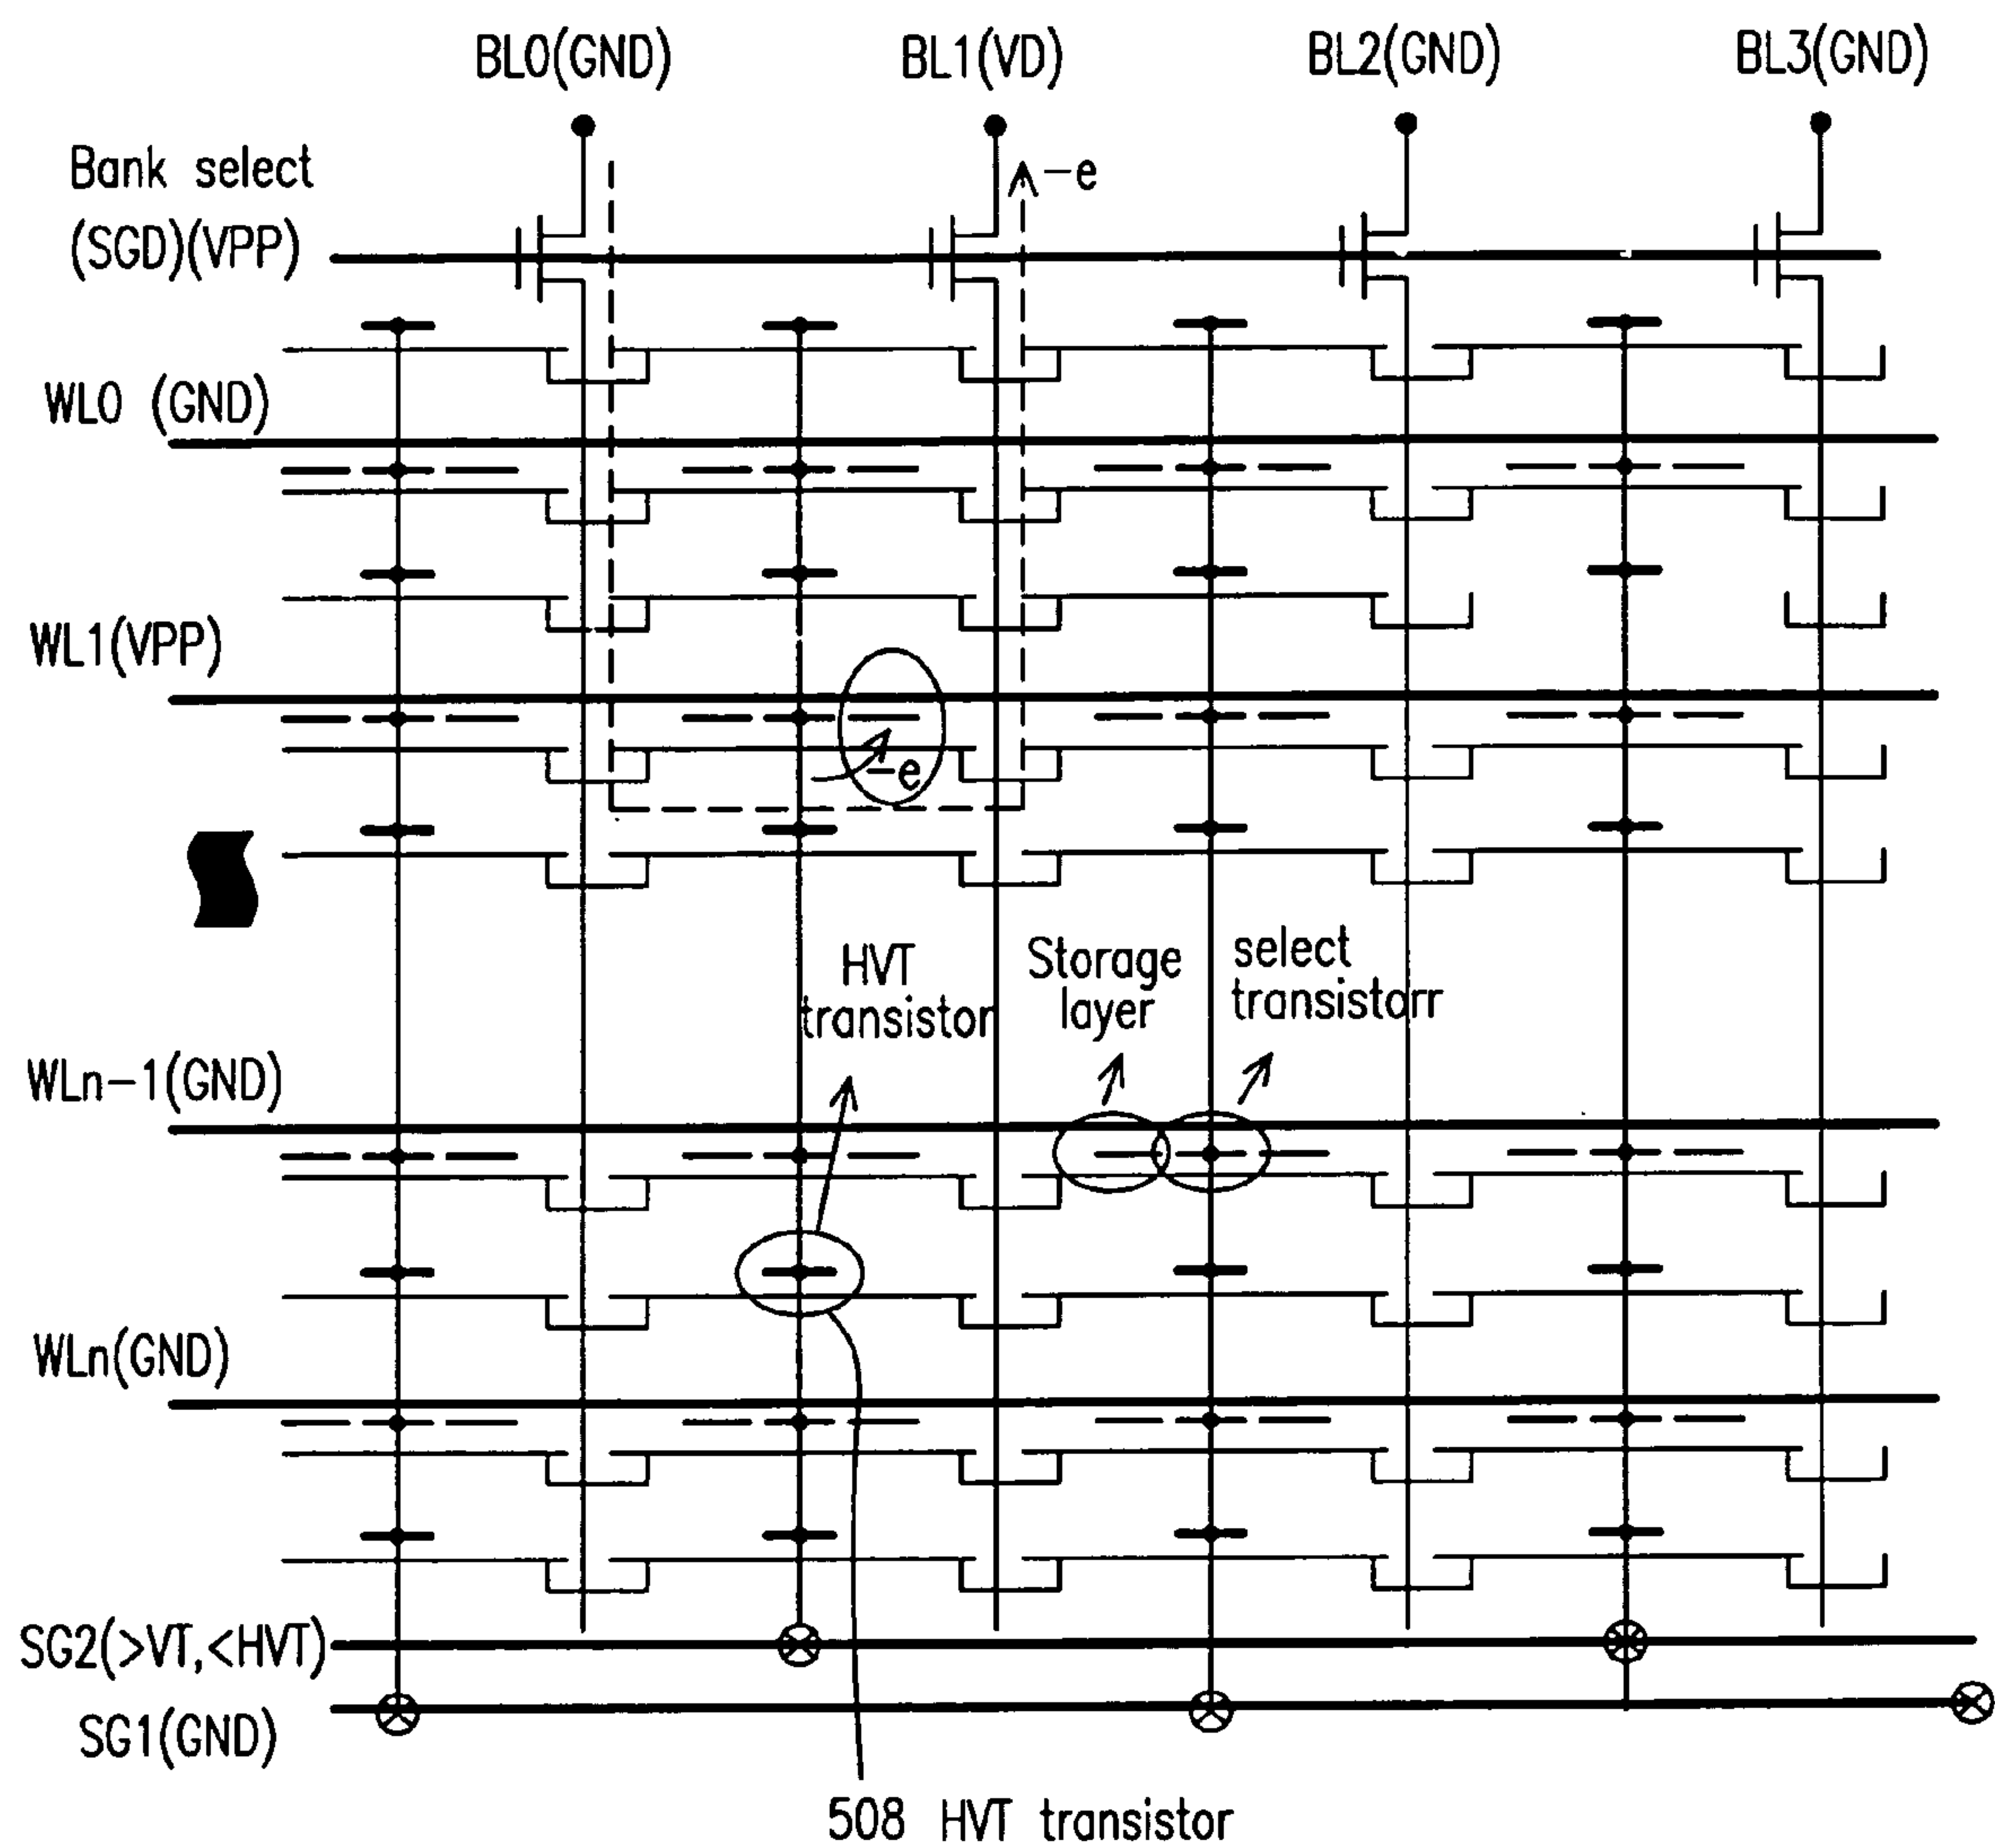 BL0(GND)
BL1(VD)
BL2(GND)
BL3(GND)
Bank select
(SGD)(VPP)
-e
WL0 (GND)
WL1(VPP)
-e
HVT
transistor
Storage
layer
select
transistorr
WLn-1(GND)
WLn(GND)
SG2(>VT,<HVT)
SG1(GND)
508 HVT transistor